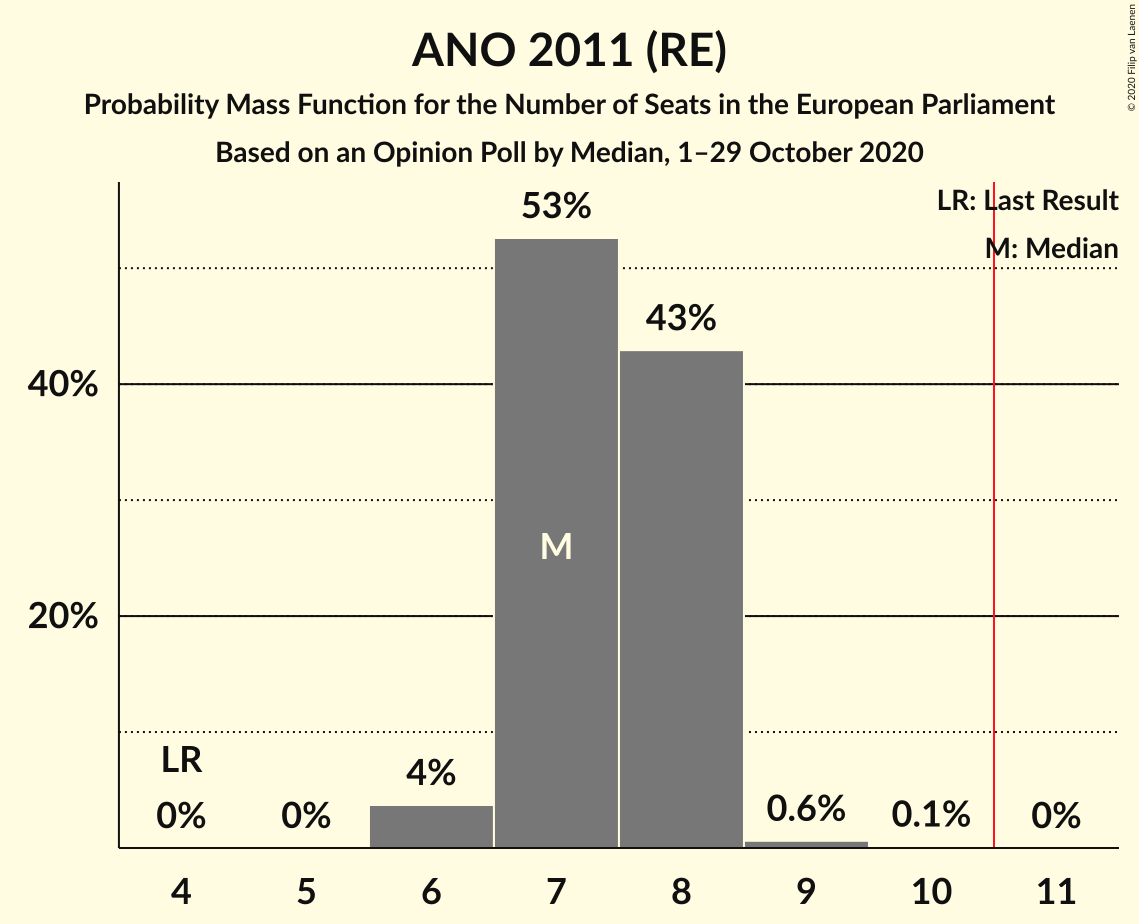 ANO 2011 (RE)
Probability Mass Function for the Number of Seats in the European Parliament
Based on an Opinion Poll by Median, 1–29 October 2020
© 2020 Filip van Laenen
LR: Last Result
M: Median
53%
43%
40%
M
20%
LR
0%
0%
4%
0.6%
0.1%
0%
4
5
6
7
8
9
10
11